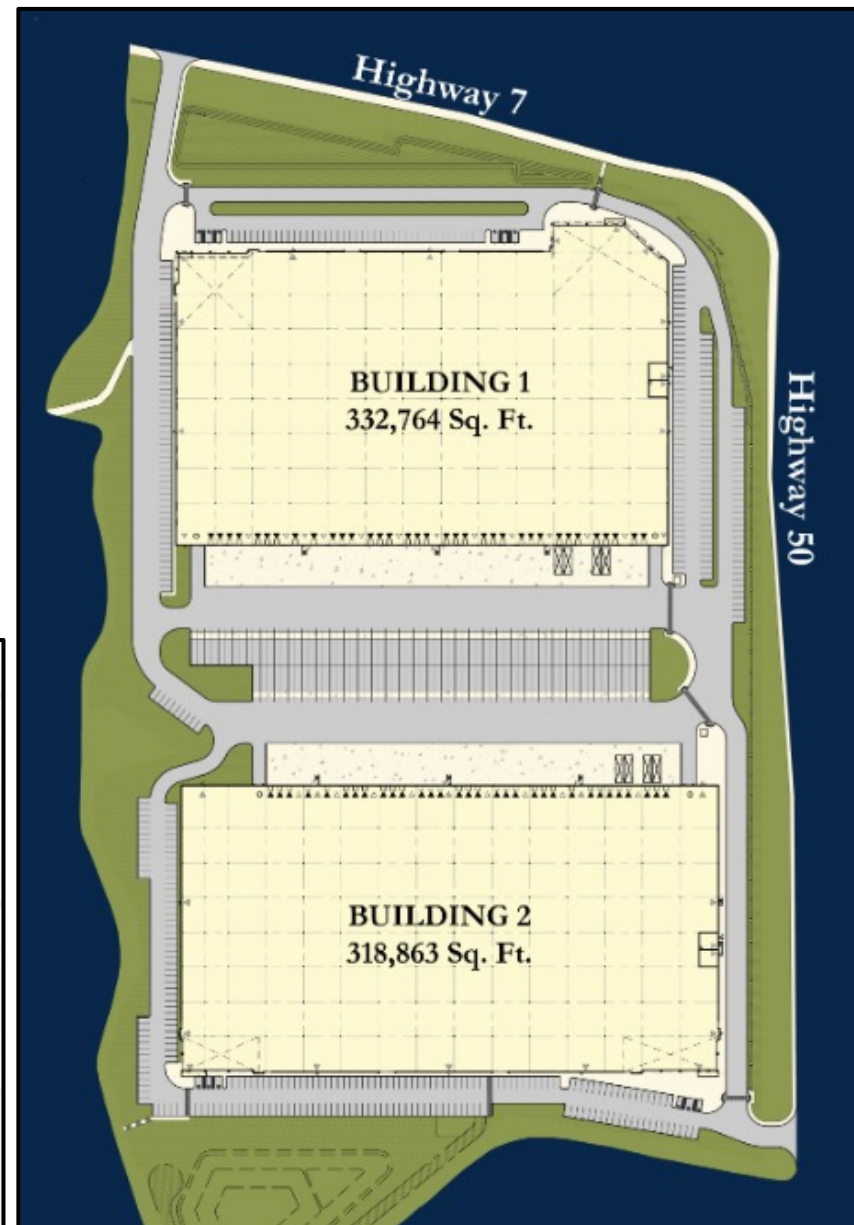 Highway 7
BUILDING 1
332,764 Sq. Ft.
Highway 50
BUILDING 2
318,863 Sq. Ft.